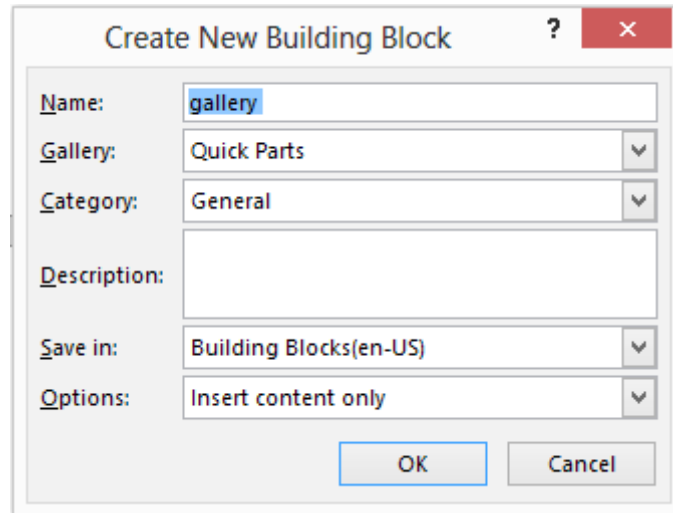 Create New Building Block ?
Name: gallery
Gallery: Quick Parts
Category: General
Description:
Save in: Building Blocks(en-US)
Options: Insert content only
OK Cancel